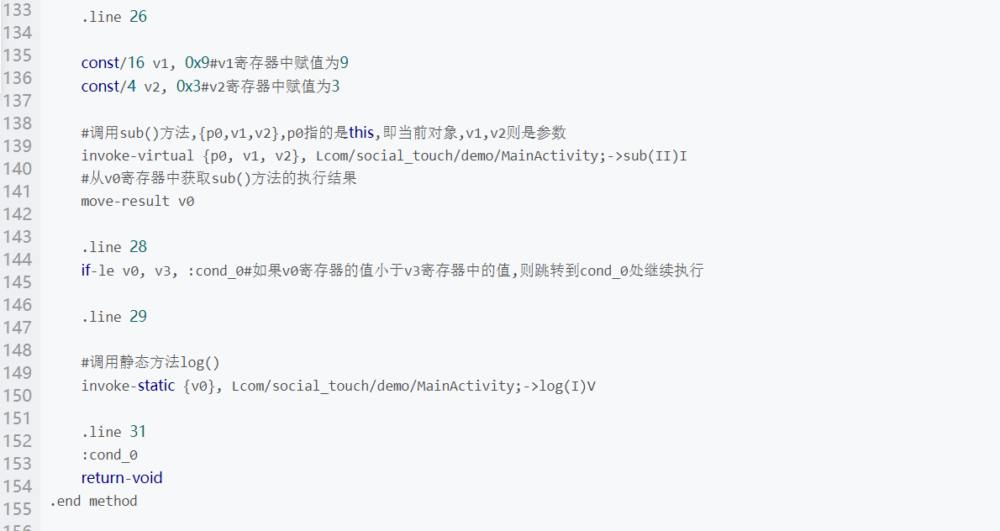 133
134
135
136
137
138
139
140
141
142
143
144
145
146
147
148
149
150
151
152
153
154
155
156
.line 26
const/16 v1, 0x9#v1寄存器中赋值为9
const/4 v2, 0x3#v2寄存器中赋值为3
#调用sub()方法,{p0,v1,v2},p0指的是this,即当前对象,v1,v2则是参数
invoke-virtual {p0, v1, v2}, Lcom/social_touch/demo/MainActivity;->sub(II)I
#从v0寄存器中获取sub()方法的执行结果
move-result v0
.line 28
if-le v0, v3, :cond_0#如果v0寄存器的值小于v3寄存器中的值,则跳转到cond_0处继续执行
.line 29
#调用静态方法log()
invoke-static {v0}, Lcom/social_touch/demo/MainActivity;->log(I)V
.line 31
:cond_0
return-void
.end method